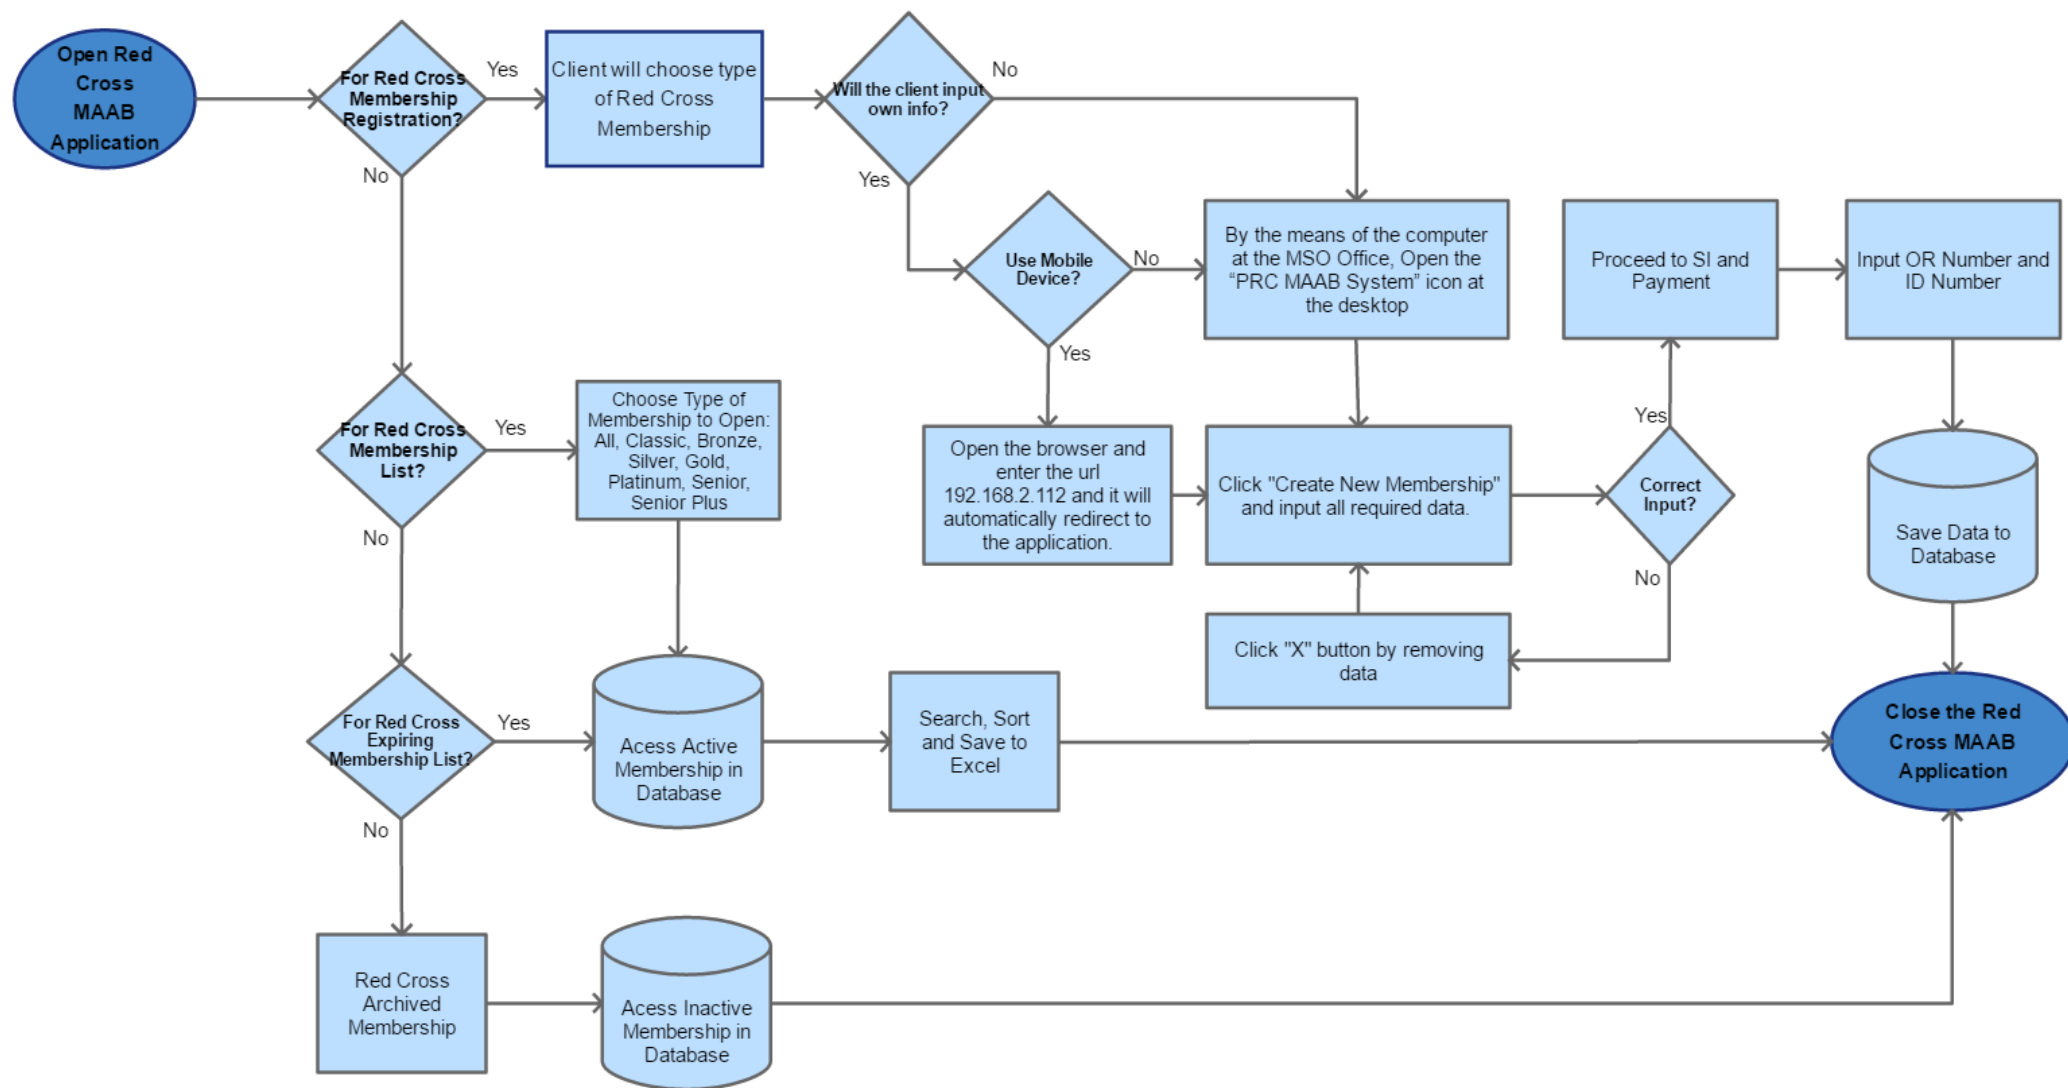 Open Red
Cross
MAAB
Application
For Red Cross
Membership
Registration?
Yes
No
Client will choose type
of Red Cross
Membership
Will the client input
own info?
No
Yes
Use Mobile
Device?
No
Yes
By the means of the computer
at the MSO Office, Open the
“PRC MAAB System” icon at
the desktop
Proceed to SI and
Payment
Input OR Number and
ID Number
For Red Cross
Membership
List?
Yes
No
Choose Type of
Membership to Open:
All, Classic, Bronze,
Silver, Gold,
Platinum, Senior,
Senior Plus
Open the browser and
enter the url
192.168.2.112 and it will
automatically redirect to
the application.
Click "Create New Membership"
and input all required data.
Yes
Correct
Input?
No
Save Data to
Database
Click "X" button by removing
data
For Red Cross
Expiring
Membership List?
Yes
No
Acess Active
Membership in
Database
Search, Sort
and Save to
Excel
Close the Red
Cross MAAB
Application
Red Cross
Archived
Membership
Acess Inactive
Membership in
Database